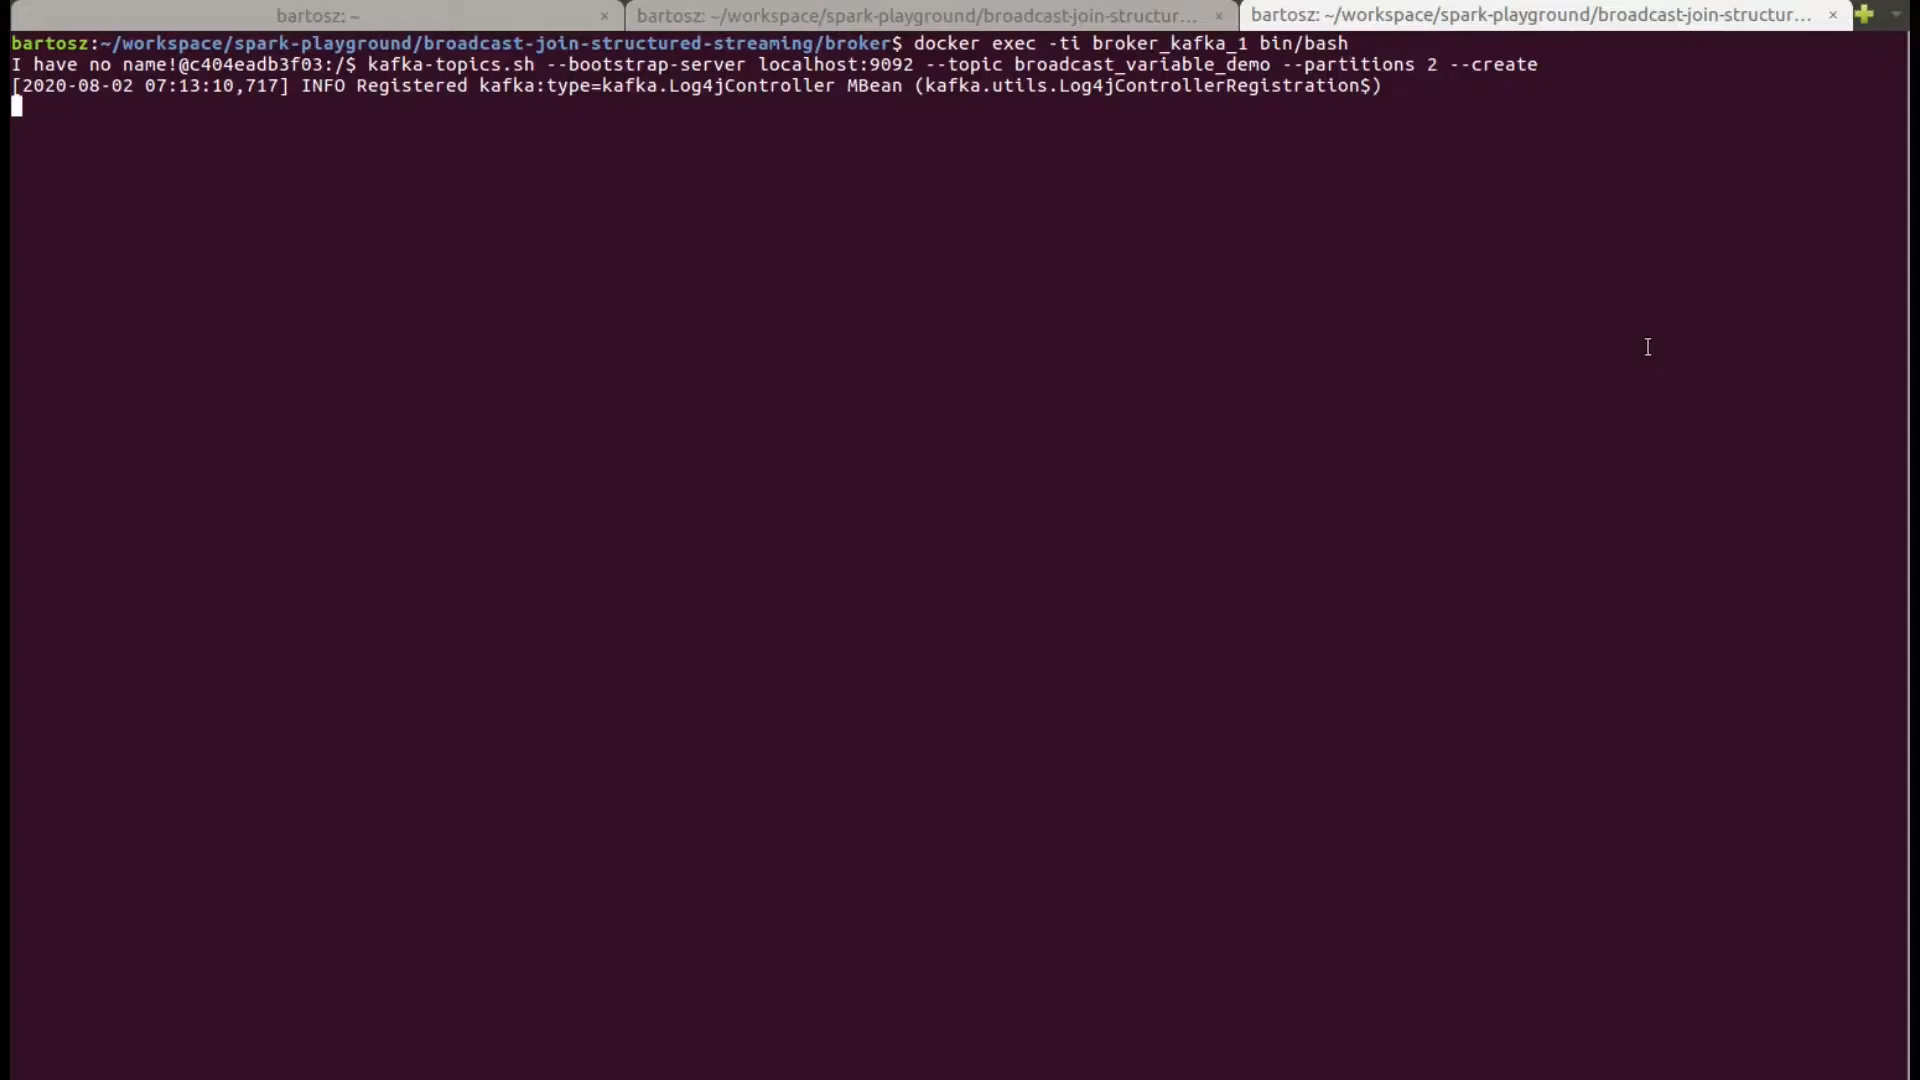 bartosz: ~ × bartosz: ~/workspace/spark-playground/broadcast-join-structur... × bartosz: ~/workspace/spark-playground/broadcast-join-structur... ×
bartosz:~/workspace/spark-playground/broadcast-join-structured-streaming/broker$ docker exec -ti broker_kafka_1 bin/bash
I have no name!@c404eadb3f03:/$ kafka-topics.sh --bootstrap-server localhost:9092 --topic broadcast_variable_demo --partitions 2 --create
[2020-08-02 07:13:10,717] INFO Registered kafka:type=kafka.Log4jController MBean (kafka.utils.Log4jControllerRegistration$)